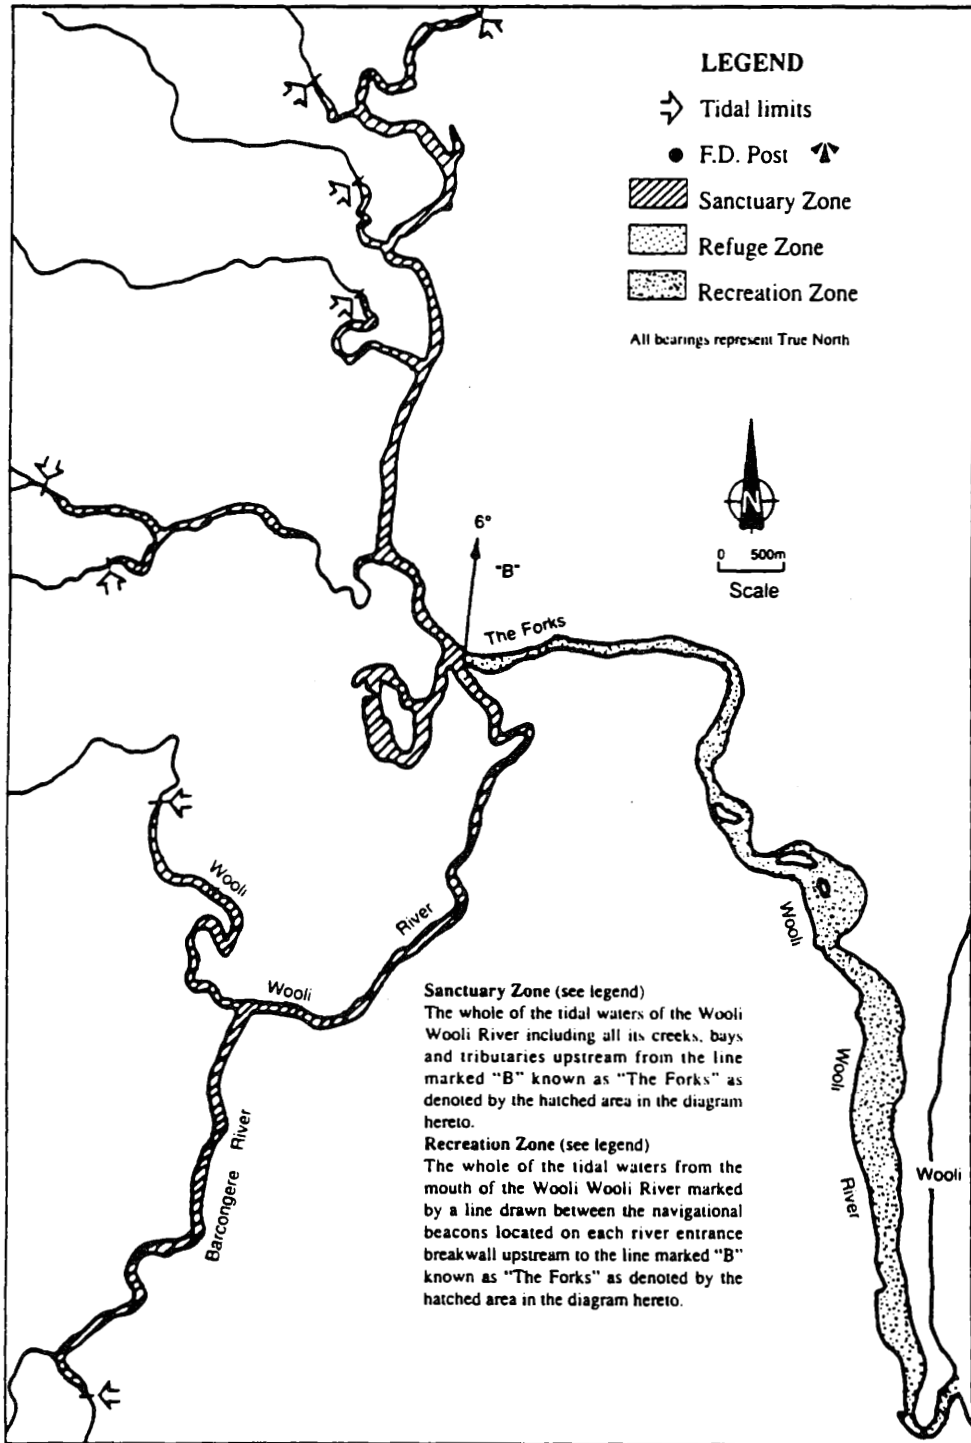 LEGEND
Tidal limits
F.D. Post
Sanctuary Zone
Refuge Zone
Recreation Zone
All bearings represent True North
N
0 500m
Scale
6°
"B"
The Forks
Wooli
River
Wooli
Wooli
Wooli
River
Wooli
Barcongere River
Sanctuary Zone (see legend)
The whole of the tidal waters of the Wooli
Wooli River including all its creeks, bays
and tributaries upstream from the line
marked "B" known as "The Forks" as
denoted by the hatched area in the diagram
hereto.
Recreation Zone (see legend)
The whole of the tidal waters from the
mouth of the Wooli Wooli River marked
by a line drawn between the navigational
beacons located on each river entrance
breakwall upstream to the line marked "B"
known as "The Forks" as denoted by the
hatched area in the diagram hereto.